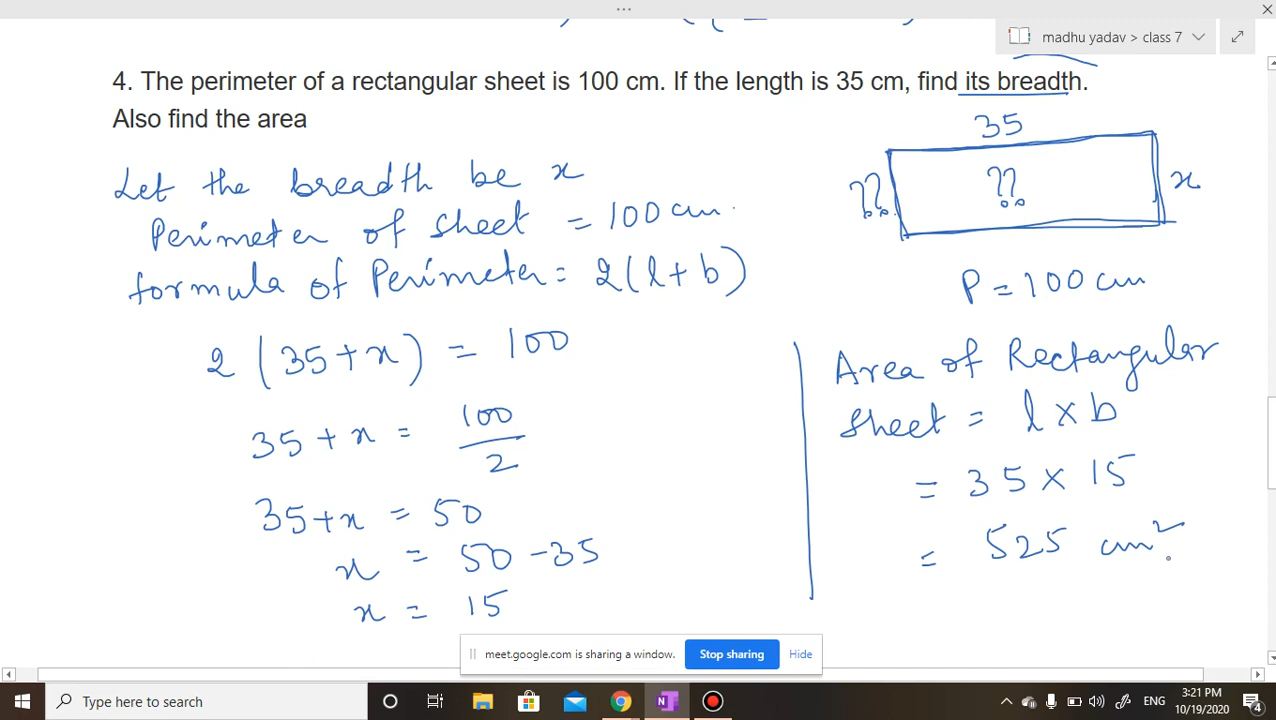 madhu yadav > class 7
4. The perimeter of a rectangular sheet is 100 cm. If the length is 35 cm, find its breadth.
Also find the area
35
?? ?? x
P = 100 cm
Let the breadth be x
Perimeter of sheet = 100 cm
formula of Perimeter = 2(l + b)
2 (35 + x) = 100
35 + x = 100/2
35 + x = 50
x = 50 - 35
x = 15
Area of Rectangular
sheet = l × b
= 35 × 15
= 525 cm²
meet.google.com is sharing a window. Stop sharing Hide
Type here to search
N
ENG
3:21 PM
10/19/2020
4